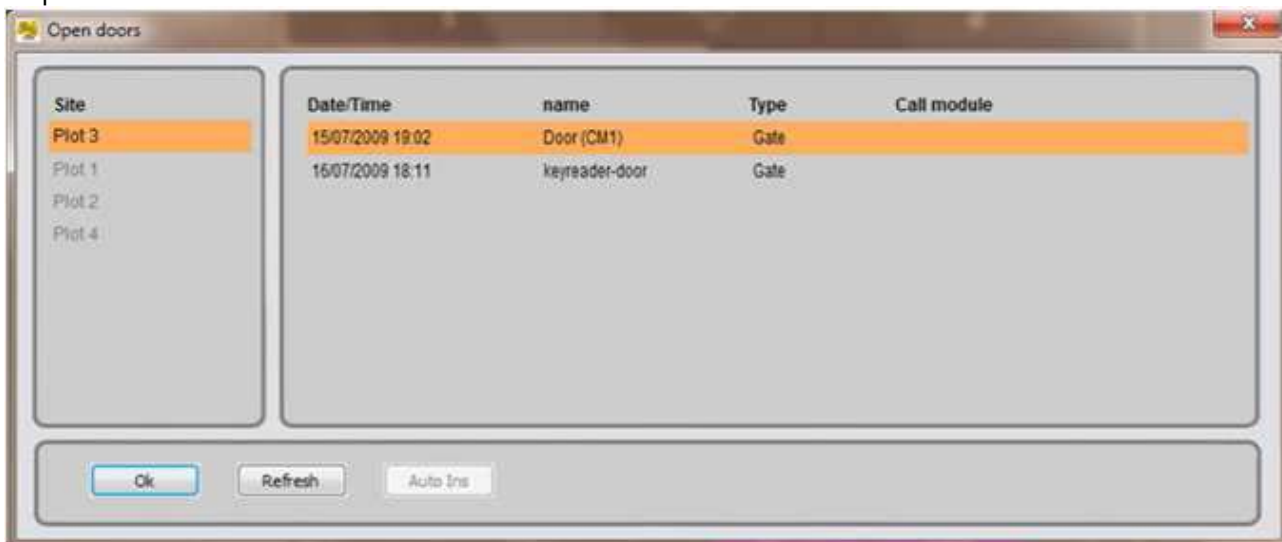 Open doors
Site
Plot 3
Plot 1
Plot 2
Plot 4
Date/Time name Type Call module
15/07/2009 19:02 Door (CM1) Gate
16/07/2009 18:11 keyreader-door Gate
Ok Refresh Auto Ins